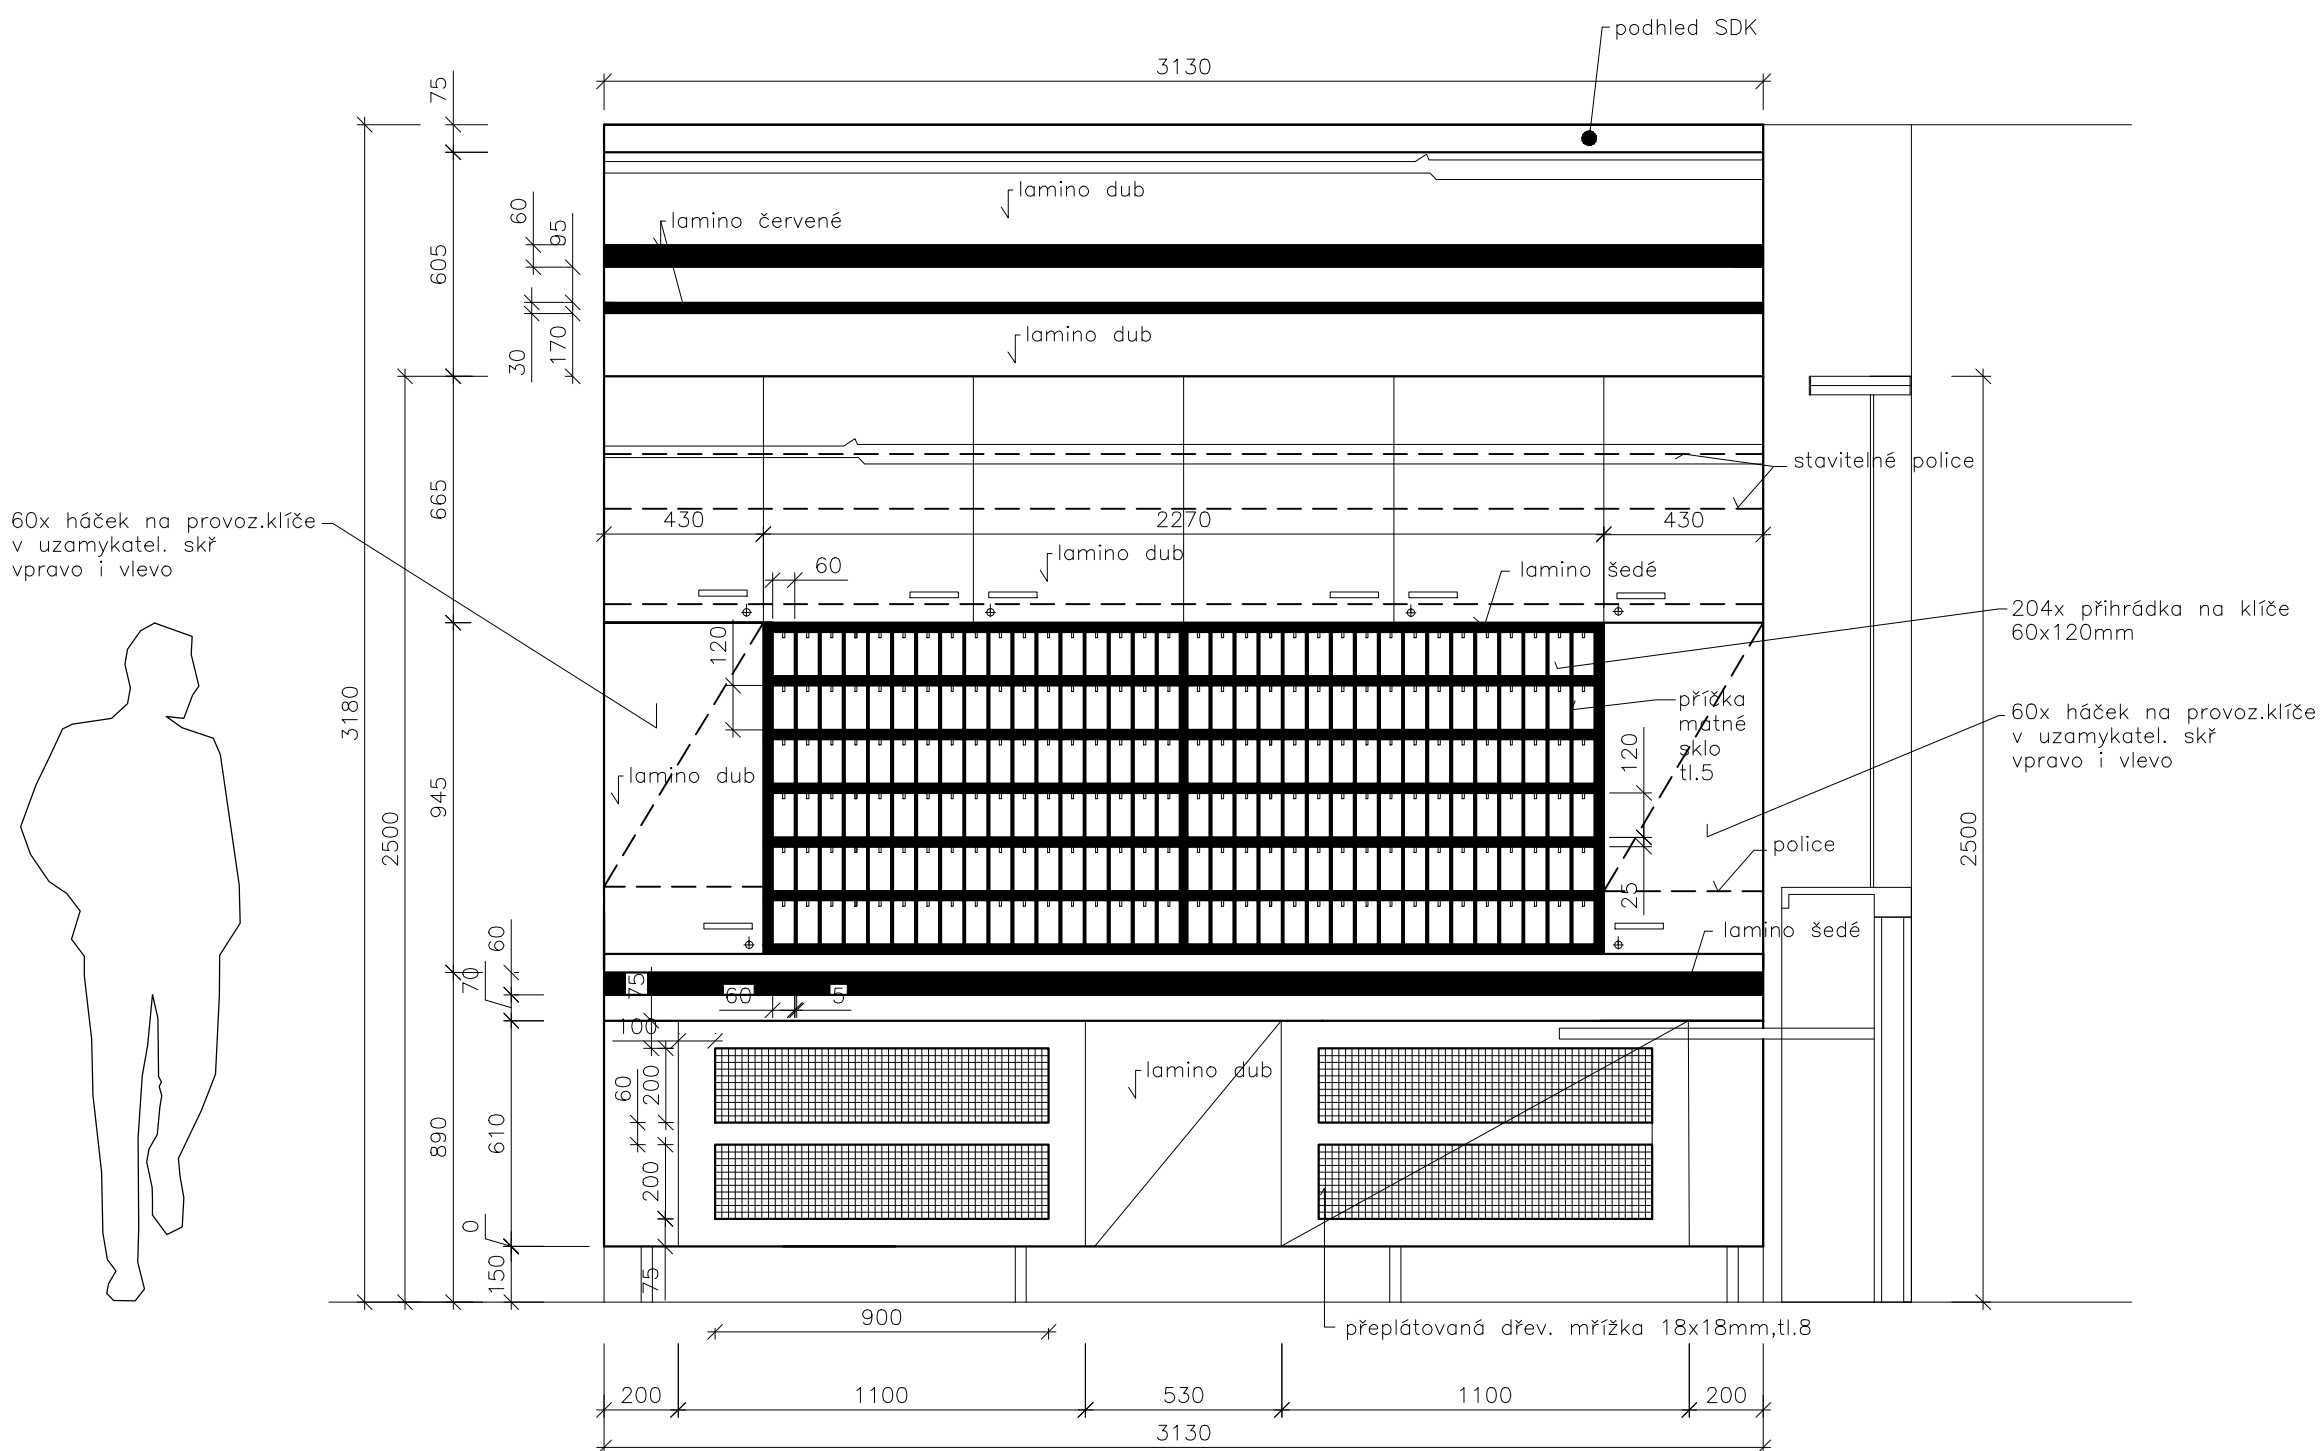 podhled SDK
3130
75
lamino dub
lamino červené
60
95
605
lamino dub
30
170
stavitelné police
665
60x háček na provoz.klíče
v uzamykatel. skř
vpravo i vlevo
430
2270
430
lamino dub
60
lamino šedé
204x přihrádka na klíče
60x120mm
120
3180
příčka
matné
sklo
tl.5
60x háček na provoz.klíče
v uzamykatel. skř
vpravo i vlevo
120
lamino dub
945
2500
2500
police
25
lamino šedé
60
70
75
60
5
100
lamino dub
60
200
610
890
200
0
150
75
900
přeplátovaná dřev. mřížka 18x18mm,tl.8
200
1100
530
1100
200
3130